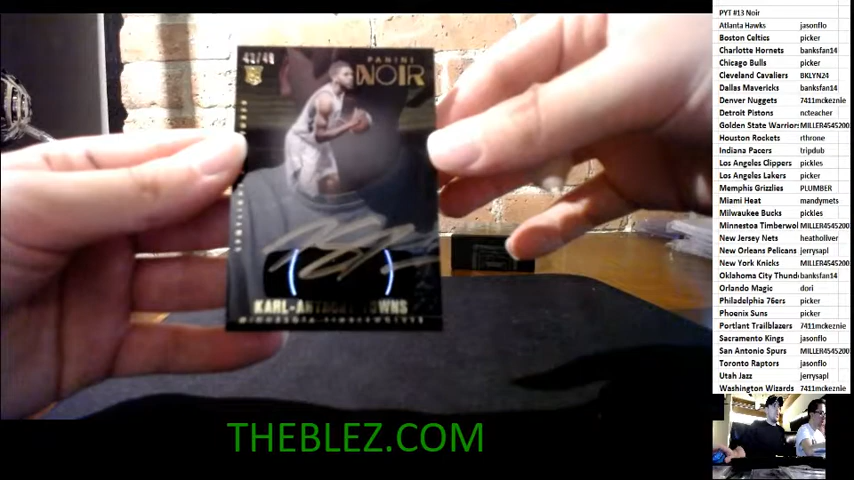 43/49
PANINI
NOIR
RC
KARL-ANTHONY TOWNS
MINNESOTA TIMBERWOLVES
THEBLEZ.COM
PYT #13 Noir
Atlanta Hawks jasonflo
Boston Celtics picker
Charlotte Hornets banksfan14
Chicago Bulls picker
Cleveland Cavaliers BKLYN24
Dallas Mavericks banksfan14
Denver Nuggets 7411mckeznie
Detroit Pistons ncteacher
Golden State Warrior MILLER4545200
Houston Rockets rthrone
Indiana Pacers tripdub
Los Angeles Clippers pickles
Los Angeles Lakers picker
Memphis Grizzlies PLUMBER
Miami Heat mandymets
Milwaukee Bucks pickles
Minnestoa Timberwol MILLER4545200
New Jersey Nets heatholiver
New Orleans Pelicans jerrysapl
New York Knicks MILLER4545200
Oklahoma City Thund banksfan14
Orlando Magic dori
Philadelphia 76ers picker
Phoenix Suns picker
Portlant Trailblazers 7411mckeznie
Sacramento Kings jasonflo
San Antonio Spurs MILLER4545200
Toronto Raptors jasonflo
Utah Jazz jerrysapl
Washington Wizards 7411mckeznie